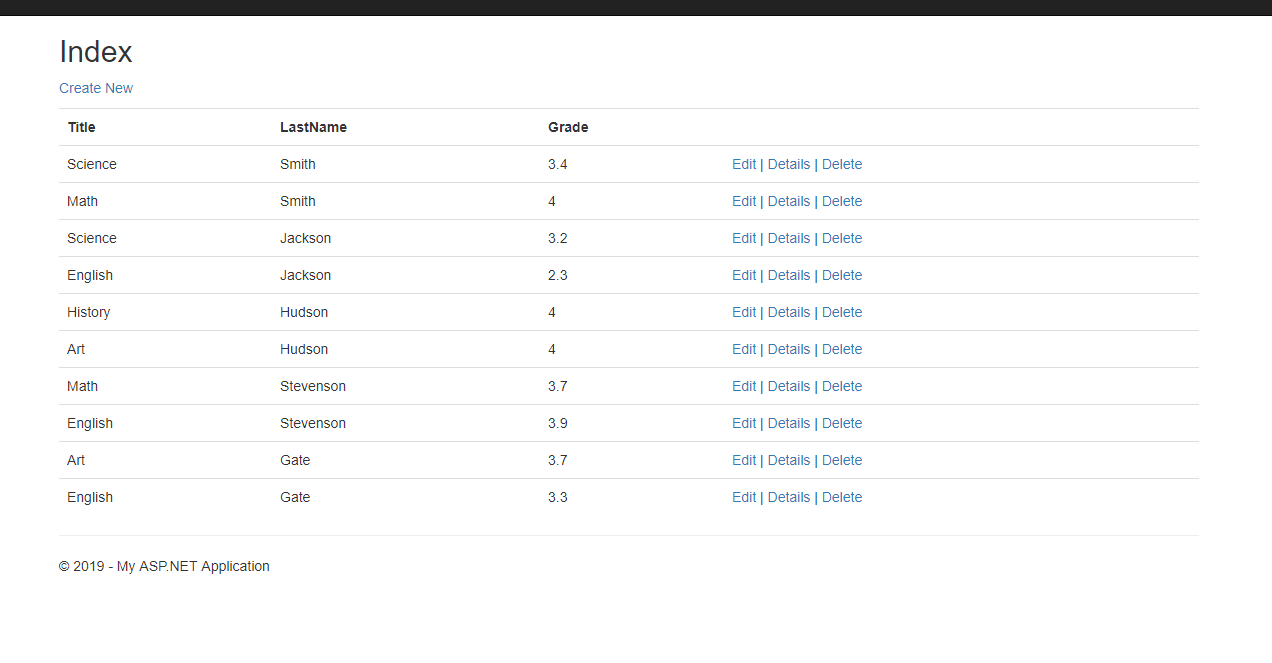 Index
Create New
Title LastName Grade
Science Smith 3.4 Edit | Details | Delete
Math Smith 4 Edit | Details | Delete
Science Jackson 3.2 Edit | Details | Delete
English Jackson 2.3 Edit | Details | Delete
History Hudson 4 Edit | Details | Delete
Art Hudson 4 Edit | Details | Delete
Math Stevenson 3.7 Edit | Details | Delete
English Stevenson 3.9 Edit | Details | Delete
Art Gate 3.7 Edit | Details | Delete
English Gate 3.3 Edit | Details | Delete
© 2019 - My ASP.NET Application